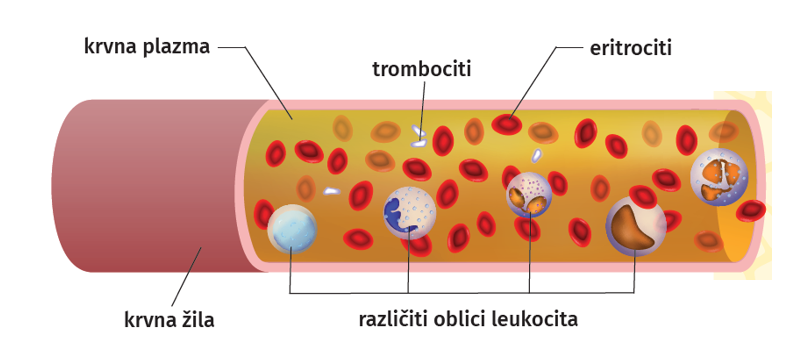 krvna plazma
eritrociti
trombociti
krvna žila
različiti oblici leukocita